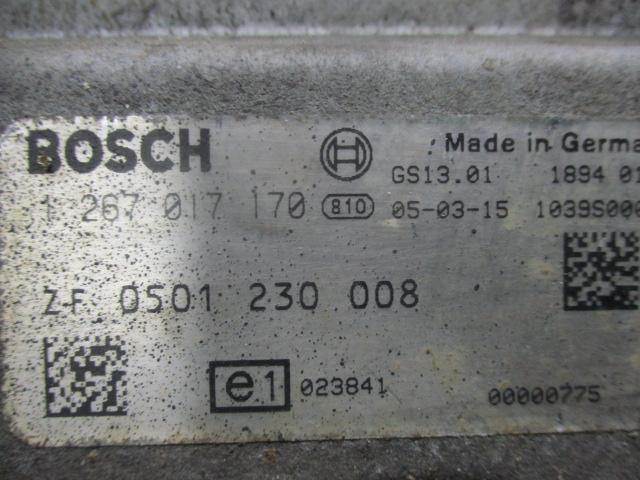 BOSCH
Made in Germa
GS13.01 1894 01
1 267 017 170 810 05-03-15 1039S000
ZF 0501 230 008
e1 023841 00000775